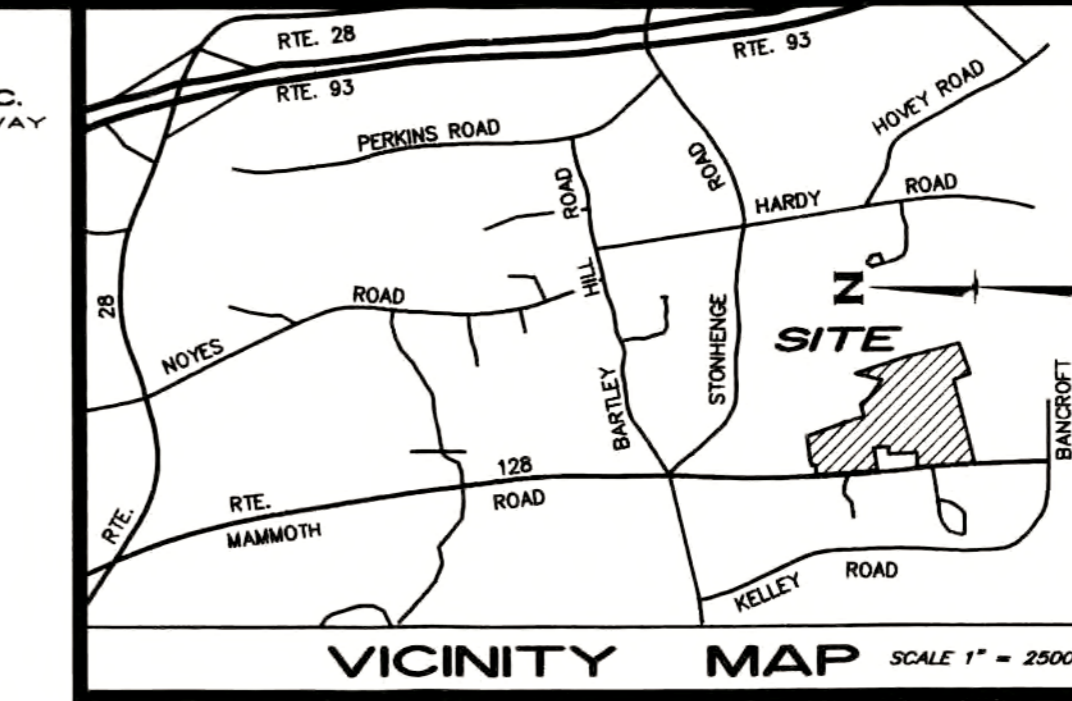 C.
WAY
RTE. 28
RTE. 93
RTE. 93
PERKINS ROAD
HOVEY ROAD
ROAD
ROAD
HARDY
ROAD
N
HILL
28
ROAD
NOYES
SITE
STONHENGE
BARTLEY
BANCROFT
128
RTE.
ROAD
RTE.
MAMMOTH
KELLEY
ROAD
VICINITY MAP
SCALE 1" = 2500